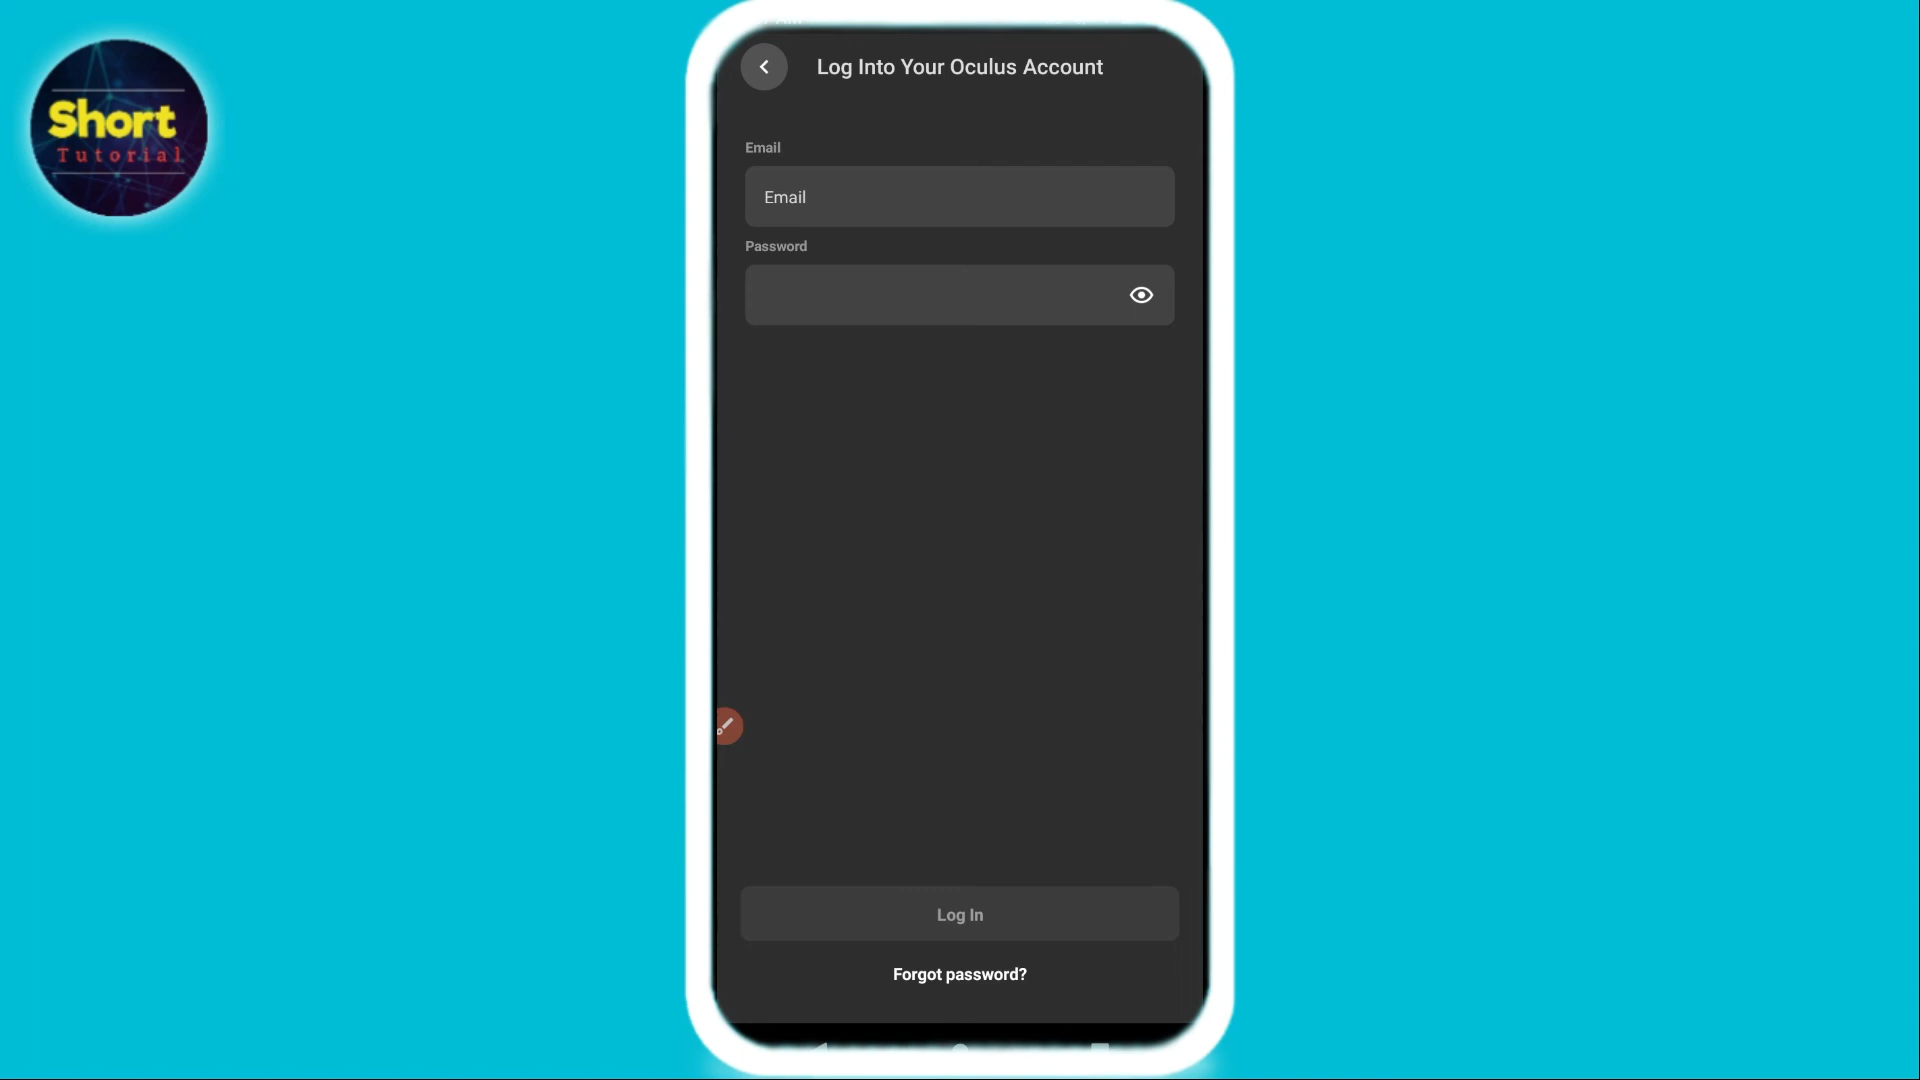 Short
Tutorial
Log Into Your Oculus Account
Email
Email
Password
Log In
Forgot password?